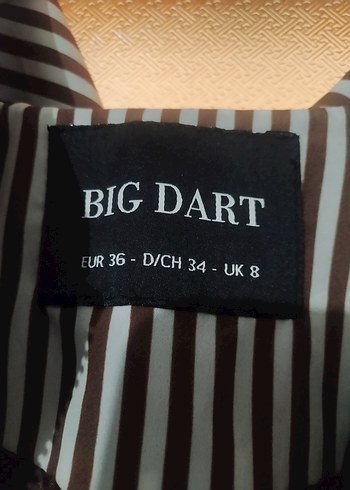 BIG DART
EUR 36 - D/CH 34 - UK 8